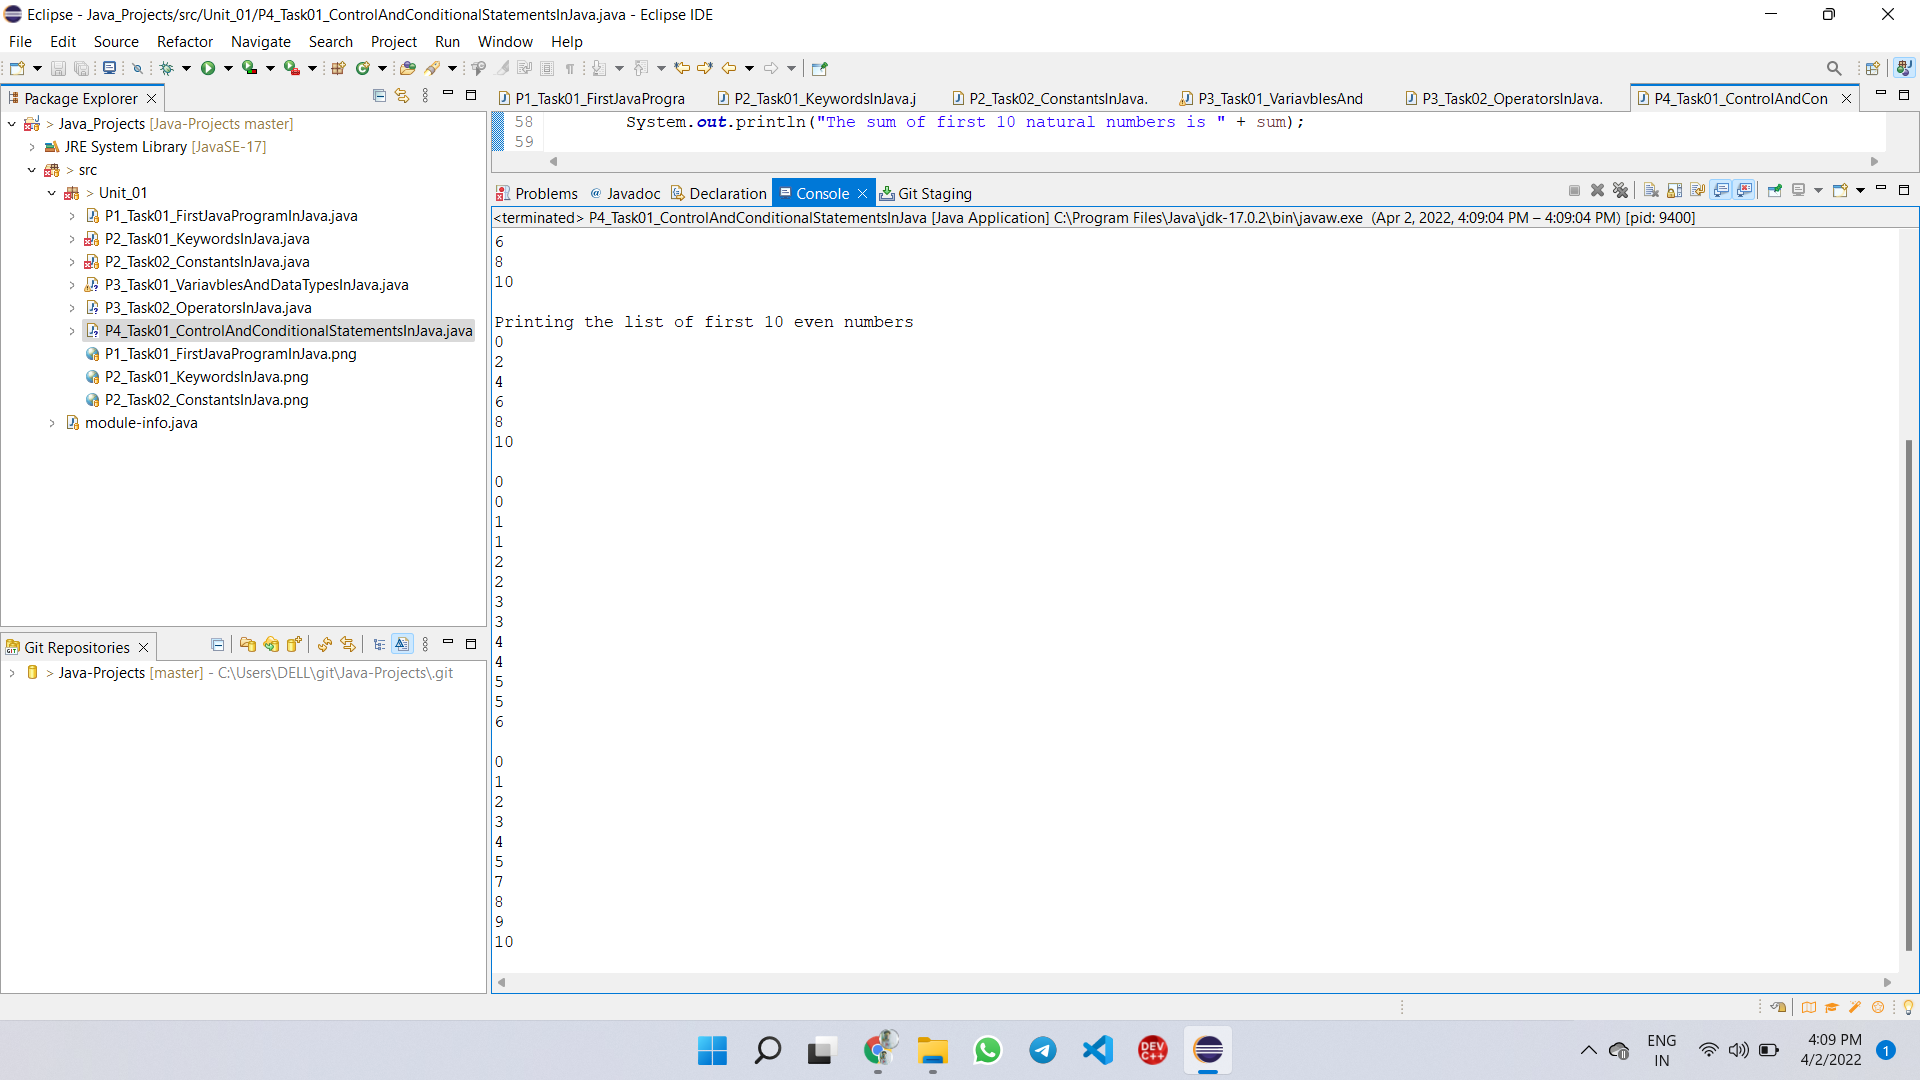 Eclipse - Java_Projects/src/Unit_01/P4_Task01_ControlAndConditionalStatementsInJava.java - Eclipse IDE
File Edit Source Refactor Navigate Search Project Run Window Help
Package Explorer
Java_Projects [Java-Projects master]
JRE System Library [JavaSE-17]
> src
> Unit_01
P1_Task01_FirstJavaProgramInJava.java
P2_Task01_KeywordsInJava.java
P2_Task02_ConstantsInJava.java
P3_Task01_VariavblesAndDataTypesInJava.java
P3_Task02_OperatorsInJava.java
P4_Task01_ControlAndConditionalStatementsInJava.java
P1_Task01_FirstJavaProgramInJava.png
P2_Task01_KeywordsInJava.png
P2_Task02_ConstantsInJava.png
module-info.java
Git Repositories
> Java-Projects [master] - C:\Users\DELL\git\Java-Projects\.git
P1_Task01_FirstJavaProgra P2_Task01_KeywordsInJava.j P2_Task02_ConstantsInJava. P3_Task01_VariavblesAnd P3_Task02_OperatorsInJava. P4_Task01_ControlAndCon
58 System.out.println("The sum of first 10 natural numbers is " + sum);
59
Problems @ Javadoc Declaration Console Git Staging
<terminated> P4_Task01_ControlAndConditionalStatementsInJava [Java Application] C:\Program Files\Java\jdk-17.0.2\bin\javaw.exe (Apr 2, 2022, 4:09:04 PM – 4:09:04 PM) [pid: 9400]
6
8
10
Printing the list of first 10 even numbers
0
2
4
6
8
10
0
0
1
1
2
2
3
3
4
4
5
5
6
0
1
2
3
4
5
7
8
9
10
DEV
C++
ENG
IN
4:09 PM
4/2/2022
1